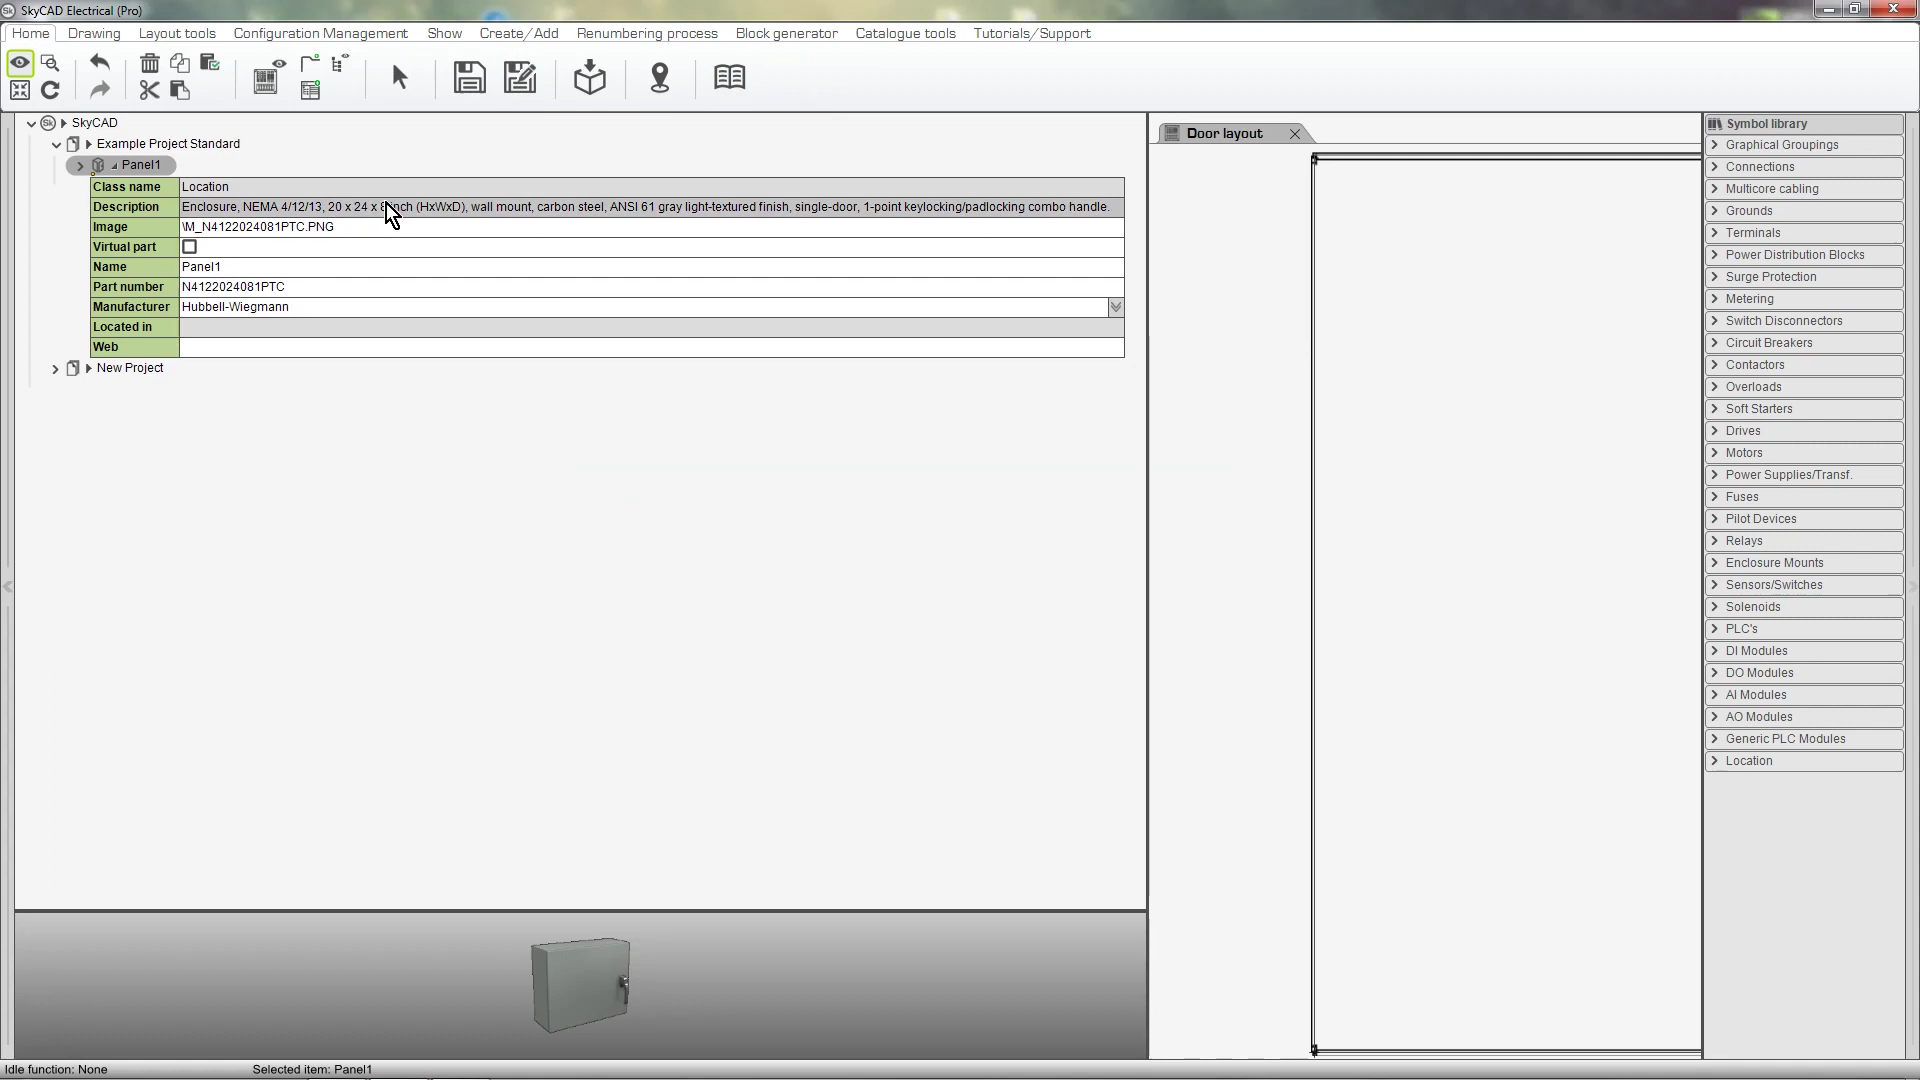 SkyCAD Electrical (Pro)
Home Drawing Layout tools Configuration Management Show Create/Add Renumbering process Block generator Catalogue tools Tutorials/Support
SkyCAD
Example Project Standard
Panel1
Class name Location
Description Enclosure, NEMA 4/12/13, 20 x 24 x 8 inch (HxWxD), wall mount, carbon steel, ANSI 61 gray light-textured finish, single-door, 1-point keylocking/padlocking combo handle.
Image \M_N4122024081PTC.PNG
Virtual part
Name Panel1
Part number N4122024081PTC
Manufacturer Hubbell-Wiegmann
Located in
Web
New Project
Door layout
Symbol library
Graphical Groupings
Connections
Multicore cabling
Grounds
Terminals
Power Distribution Blocks
Surge Protection
Metering
Switch Disconnectors
Circuit Breakers
Contactors
Overloads
Soft Starters
Drives
Motors
Power Supplies/Transf.
Fuses
Pilot Devices
Relays
Enclosure Mounts
Sensors/Switches
Solenoids
PLC's
DI Modules
DO Modules
AI Modules
AO Modules
Generic PLC Modules
Location
Idle function: None Selected item: Panel1